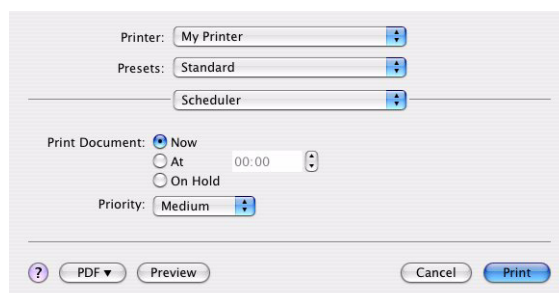 Printer: My Printer
Presets: Standard
Scheduler
Print Document: Now
At 00:00
On Hold
Priority: Medium
? PDF▼ Preview Cancel Print